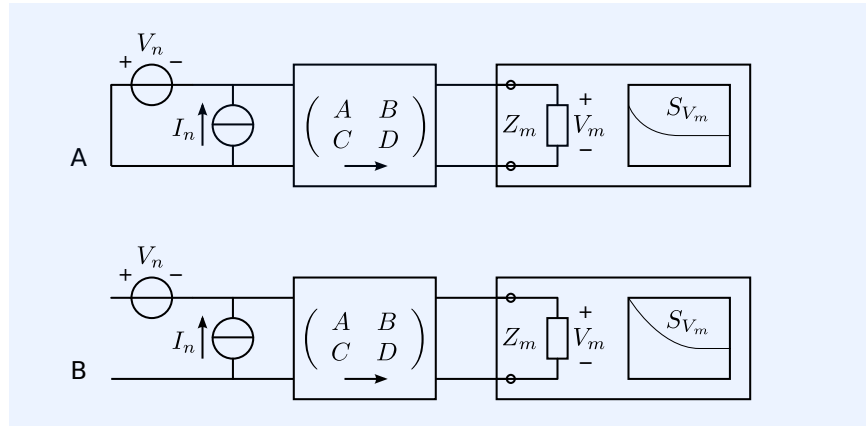 V_n
+ −
I_n
( A B
C D )
Z_m
+
V_m
−
S_{V_m}
A
V_n
+ −
I_n
( A B
C D )
Z_m
+
V_m
−
S_{V_m}
B